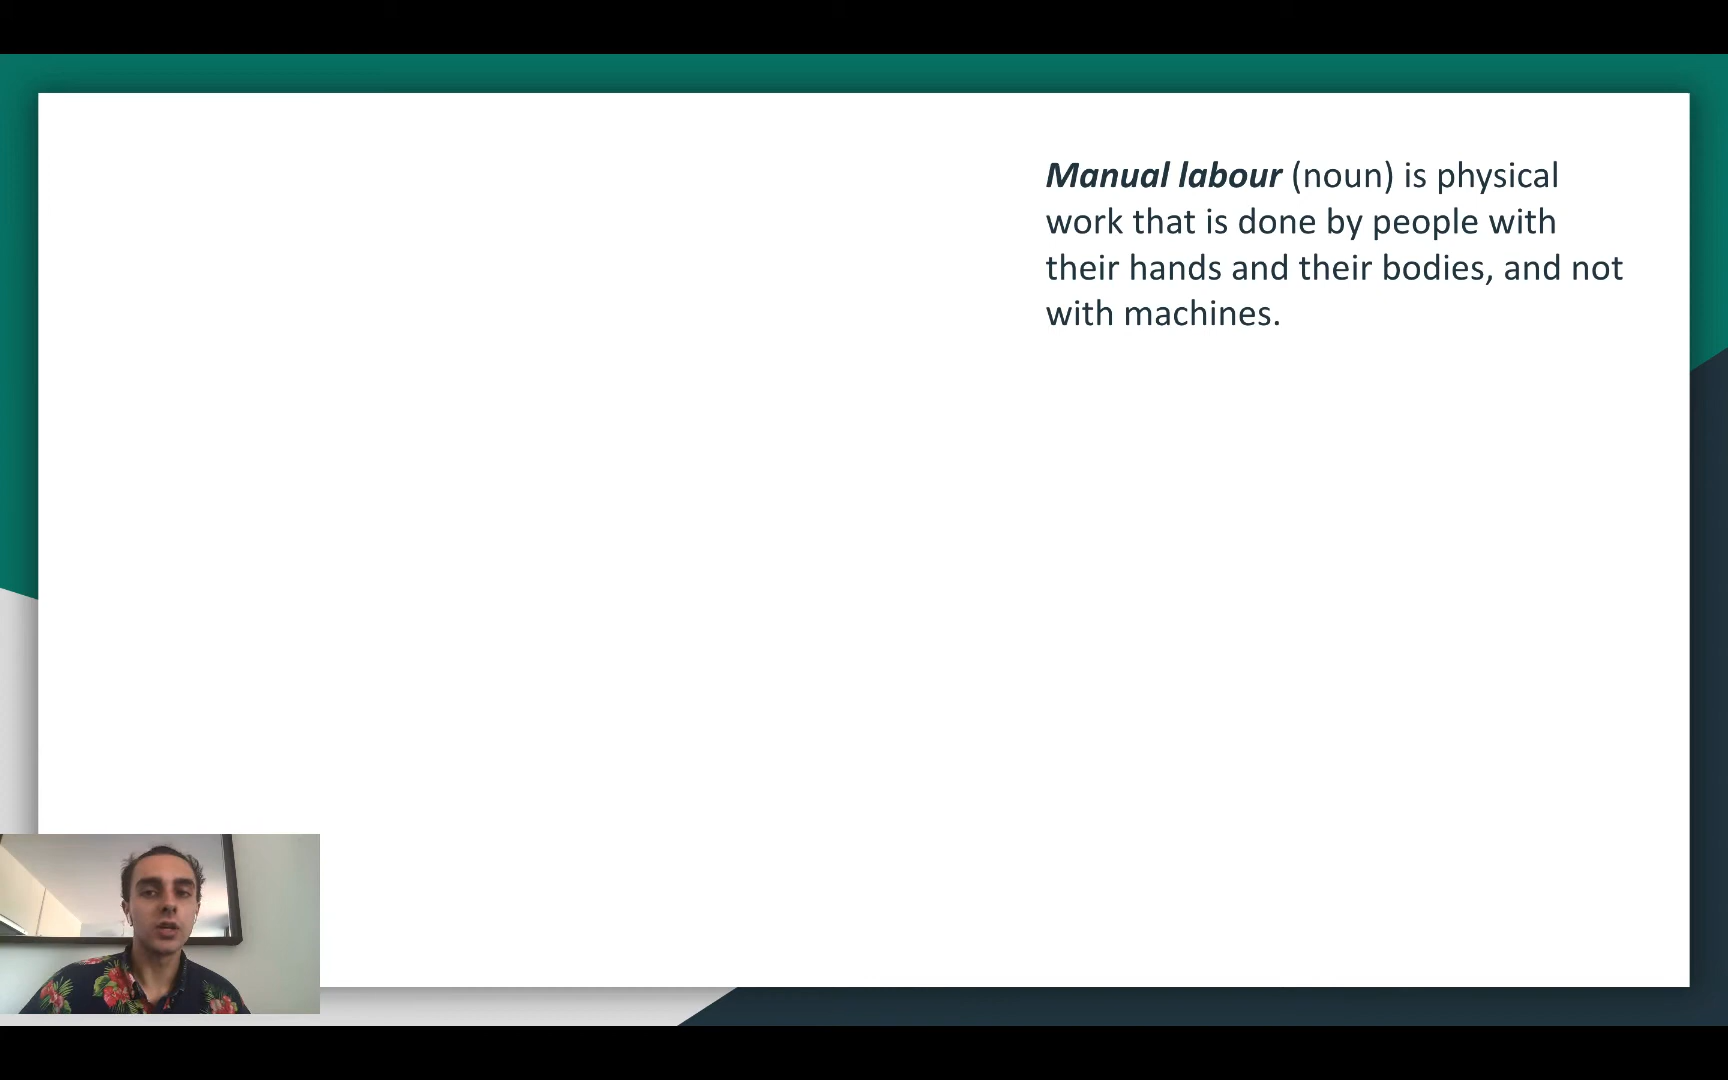 Manual labour (noun) is physical
work that is done by people with
their hands and their bodies, and not
with machines.